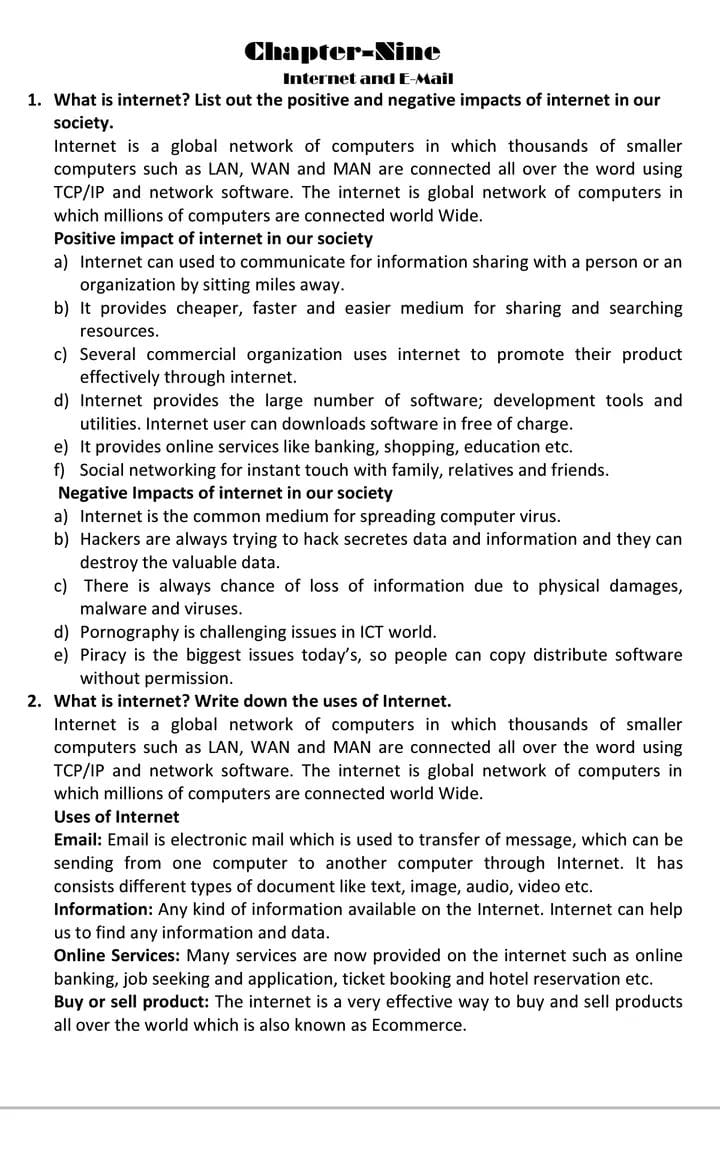 Chapter-Nine
Internet and E-Mail
1. What is internet? List out the positive and negative impacts of internet in our
society.
Internet is a global network of computers in which thousands of smaller
computers such as LAN, WAN and MAN are connected all over the word using
TCP/IP and network software. The internet is global network of computers in
which millions of computers are connected world Wide.
Positive impact of internet in our society
a) Internet can used to communicate for information sharing with a person or an
organization by sitting miles away.
b) It provides cheaper, faster and easier medium for sharing and searching
resources.
c) Several commercial organization uses internet to promote their product
effectively through internet.
d) Internet provides the large number of software; development tools and
utilities. Internet user can downloads software in free of charge.
e) It provides online services like banking, shopping, education etc.
f) Social networking for instant touch with family, relatives and friends.
Negative Impacts of internet in our society
a) Internet is the common medium for spreading computer virus.
b) Hackers are always trying to hack secretes data and information and they can
destroy the valuable data.
c) There is always chance of loss of information due to physical damages,
malware and viruses.
d) Pornography is challenging issues in ICT world.
e) Piracy is the biggest issues today's, so people can copy distribute software
without permission.
2. What is internet? Write down the uses of Internet.
Internet is a global network of computers in which thousands of smaller
computers such as LAN, WAN and MAN are connected all over the word using
TCP/IP and network software. The internet is global network of computers in
which millions of computers are connected world Wide.
Uses of Internet
Email: Email is electronic mail which is used to transfer of message, which can be
sending from one computer to another computer through Internet. It has
consists different types of document like text, image, audio, video etc.
Information: Any kind of information available on the Internet. Internet can help
us to find any information and data.
Online Services: Many services are now provided on the internet such as online
banking, job seeking and application, ticket booking and hotel reservation etc.
Buy or sell product: The internet is a very effective way to buy and sell products
all over the world which is also known as Ecommerce.